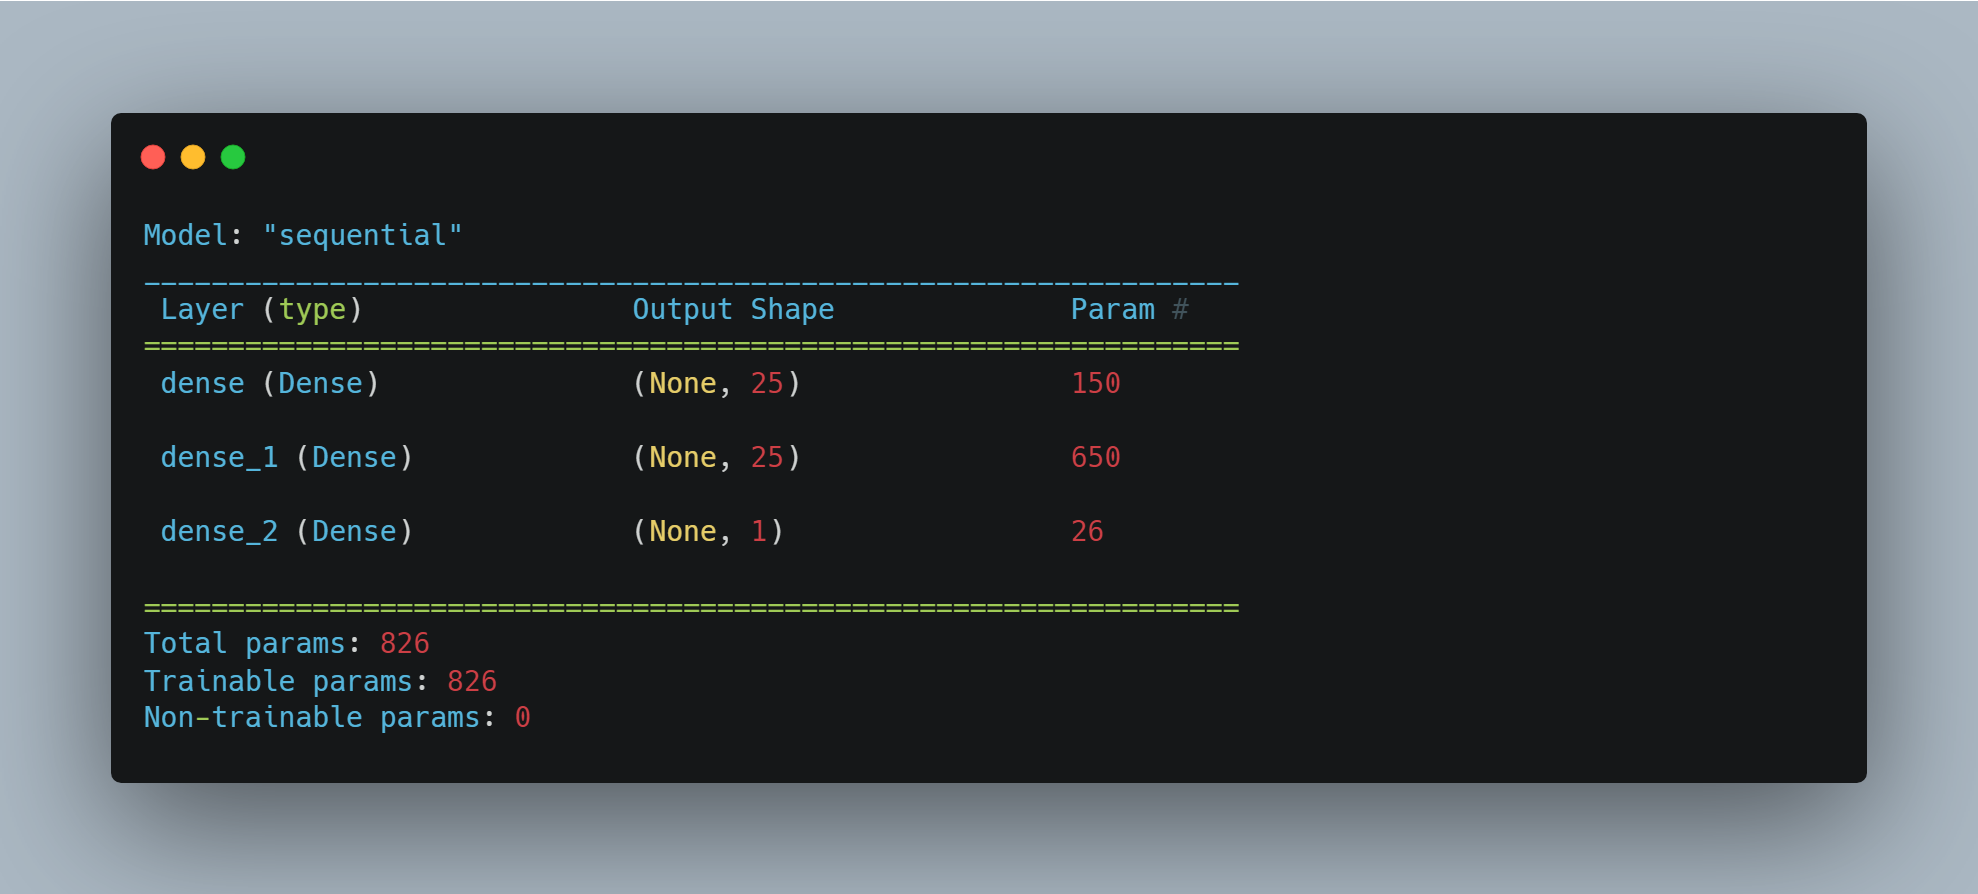 Model: "sequential"
_________________________________________________________________
 Layer (type)                Output Shape              Param #
=================================================================
 dense (Dense)               (None, 25)                150
 dense_1 (Dense)             (None, 25)                650
 dense_2 (Dense)             (None, 1)                 26
=================================================================
Total params: 826
Trainable params: 826
Non-trainable params: 0